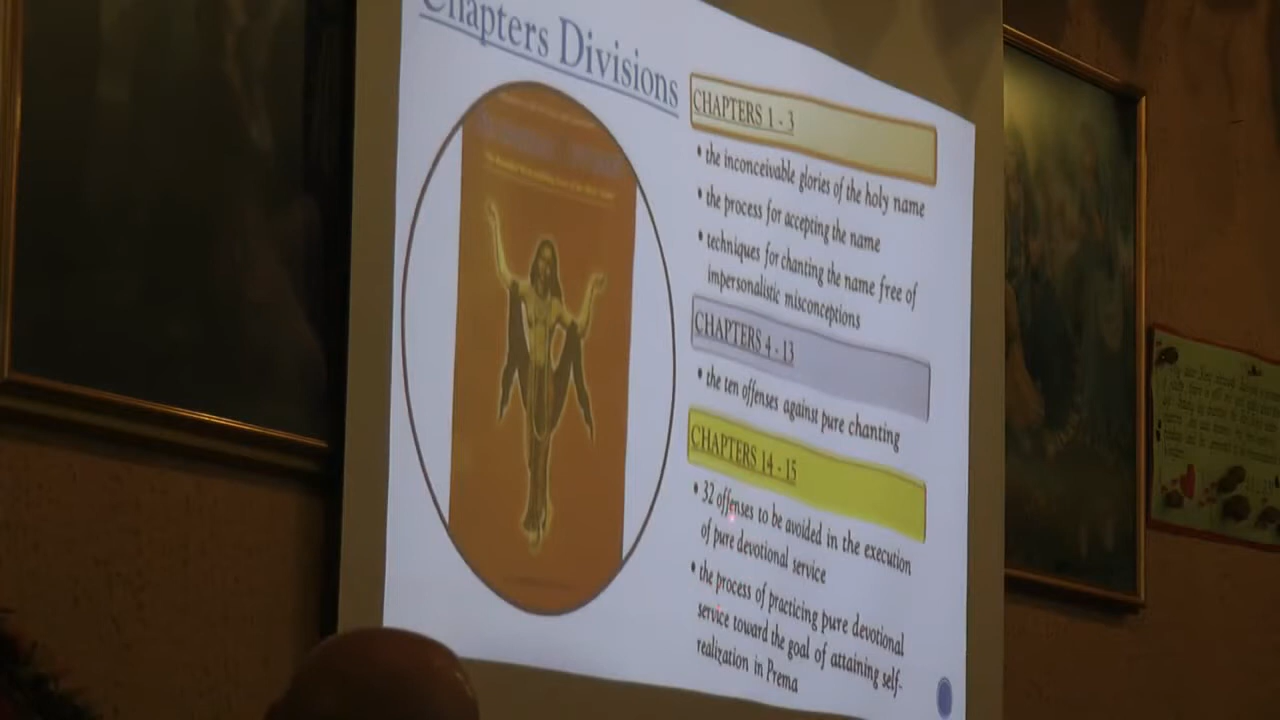 Chapters Divisions
CHAPTERS 1 - 3
• the inconceivable glories of the holy name
• the process for accepting the name
• techniques for chanting the name free of
impersonalistic misconceptions
CHAPTERS 4 - 13
• the ten offenses against pure chanting
CHAPTERS 14 - 15
• 32 offenses to be avoided in the execution
of pure devotional service
• the process of practicing pure devotional
service toward the goal of attaining self-
realization in Prema